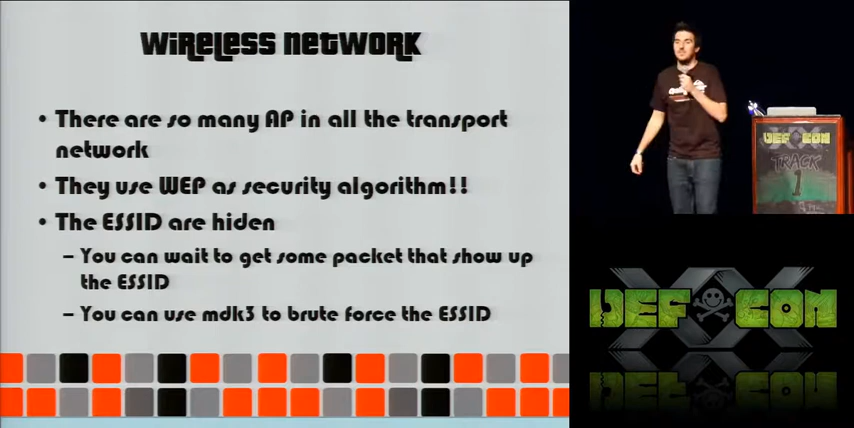 Wireless Network
• There are so many AP in all the transport
network
• They use WEP as security algorithm!!
• The ESSID are hiden
– You can wait to get some packet that show up
the ESSID
– You can use mdk3 to brute force the ESSID
DEF CON
TRACK
1
XX
DEF CON